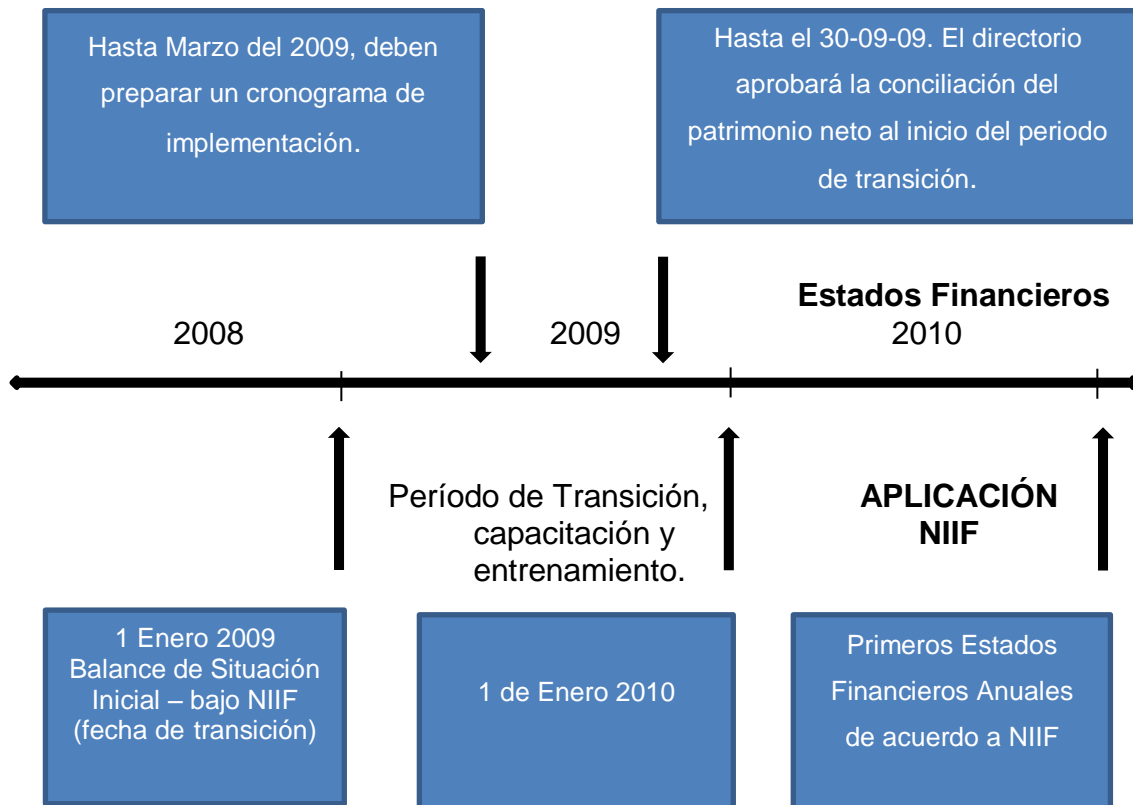 Hasta Marzo del 2009, deben
preparar un cronograma de
implementación.
Hasta el 30-09-09. El directorio
aprobará la conciliación del
patrimonio neto al inicio del periodo
de transición.
Estados Financieros
2008
2009
2010
Período de Transición,
capacitación y
entrenamiento.
APLICACIÓN
NIIF
1 Enero 2009
Balance de Situación
Inicial – bajo NIIF
(fecha de transición)
1 de Enero 2010
Primeros Estados
Financieros Anuales
de acuerdo a NIIF